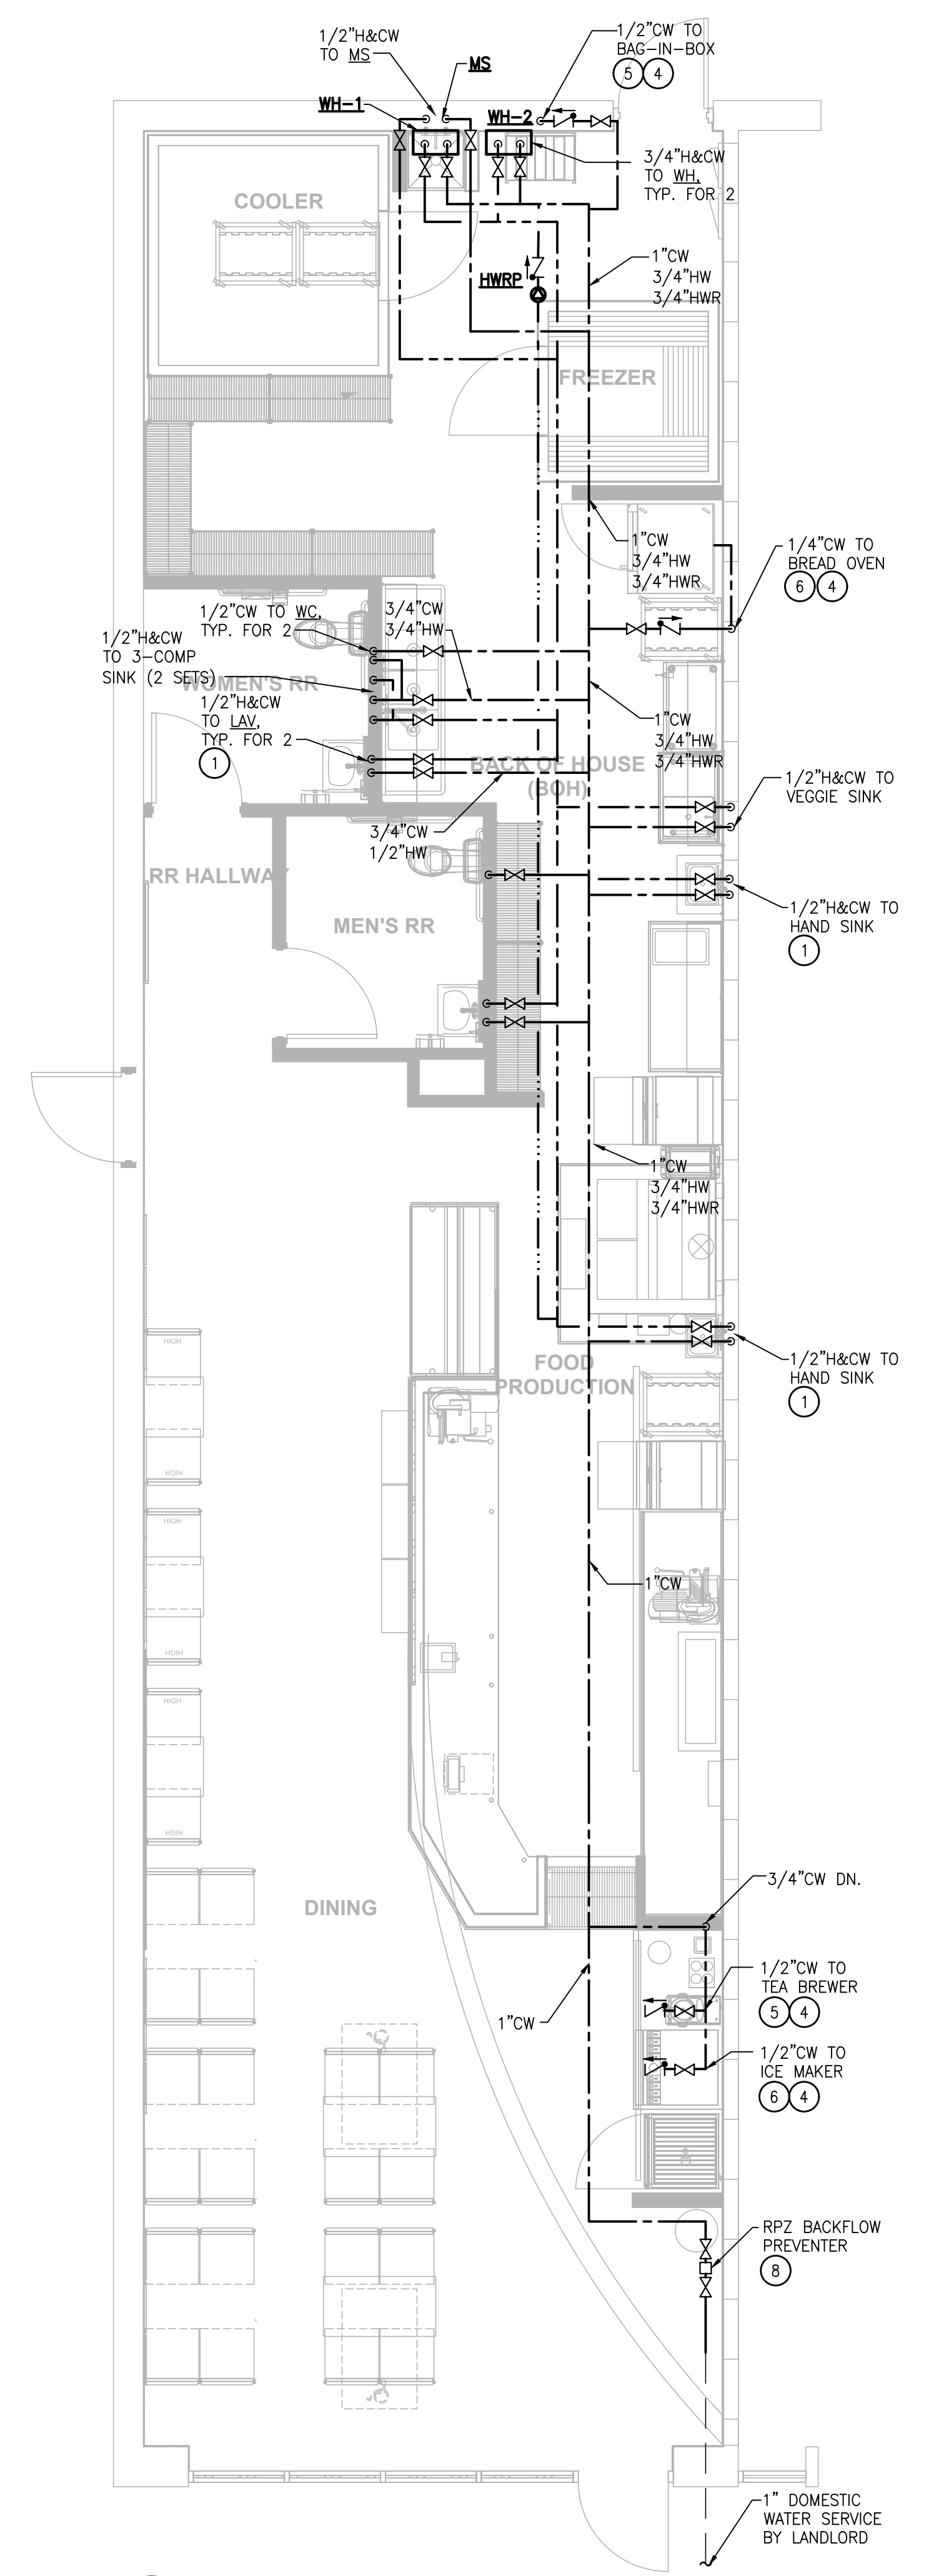 1/2"H&CW
TO MS
MS
1/2"CW TO
BAG-IN-BOX
5 4
WH-1
WH-2
3/4"H&CW
TO WH,
TYP. FOR 2
COOLER
1"CW
3/4"HW
3/4"HWR
HWRP
FREEZER
1"CW
3/4"HW
3/4"HWR
1/4"CW TO
BREAD OVEN
6 4
1/2"CW TO WC,
TYP. FOR 2
3/4"CW
3/4"HW
1/2"H&CW
TO 3-COMP
SINK (2 SETS)
WOMEN'S RR
1/2"H&CW
TO LAV,
TYP. FOR 2
1
1"CW
3/4"HW
3/4"HWR
BACK OF HOUSE
(BOH)
1/2"H&CW TO
VEGGIE SINK
3/4"CW
1/2"HW
RR HALLWAY
MEN'S RR
1/2"H&CW TO
HAND SINK
1
1"CW
3/4"HW
3/4"HWR
HIGH
FOOD
PRODUCTION
1/2"H&CW TO
HAND SINK
1
HIGH
HIGH
1"CW
HIGH
HIGH
HIGH
3/4"CW DN.
DINING
1/2"CW TO
TEA BREWER
5 4
1"CW
1/2"CW TO
ICE MAKER
6 4
RPZ BACKFLOW
PREVENTER
8
1" DOMESTIC
WATER SERVICE
BY LANDLORD